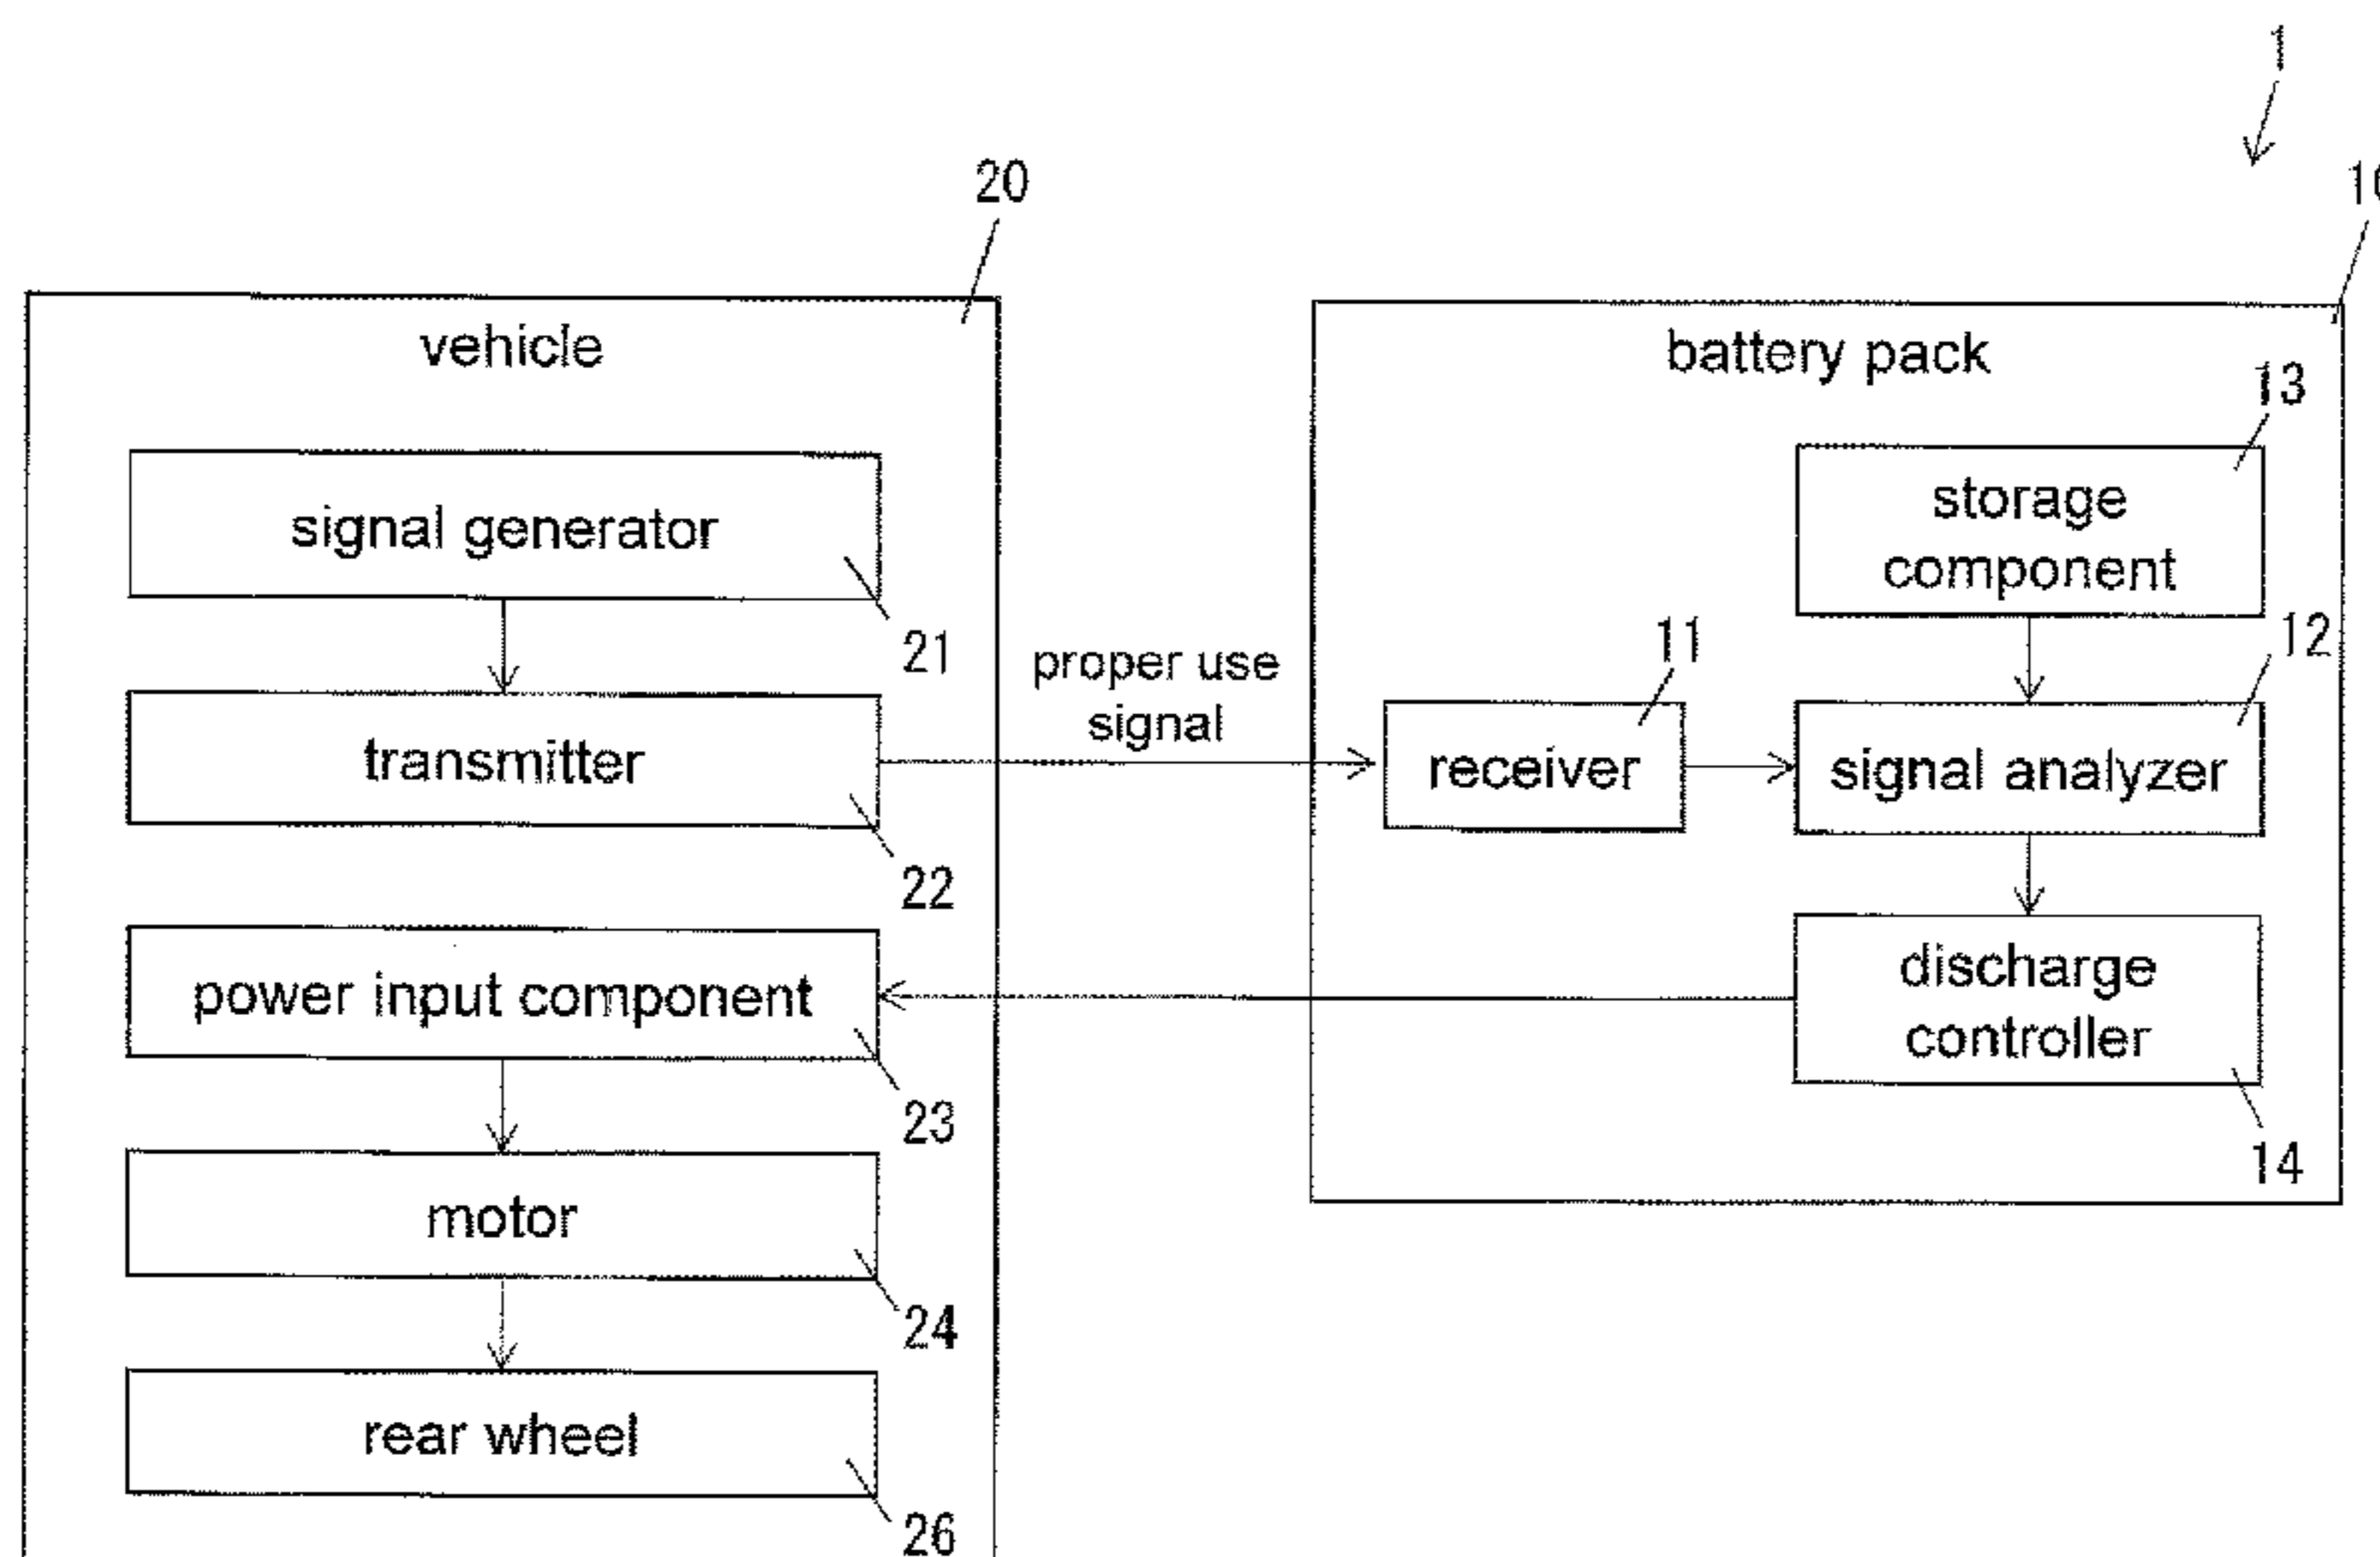 1
20
10
vehicle
battery pack
13
signal generator
storage
component
21
11
12
proper use
signal
transmitter
receiver
signal analyzer
22
power input component
discharge
controller
23
14
motor
24
rear wheel
26